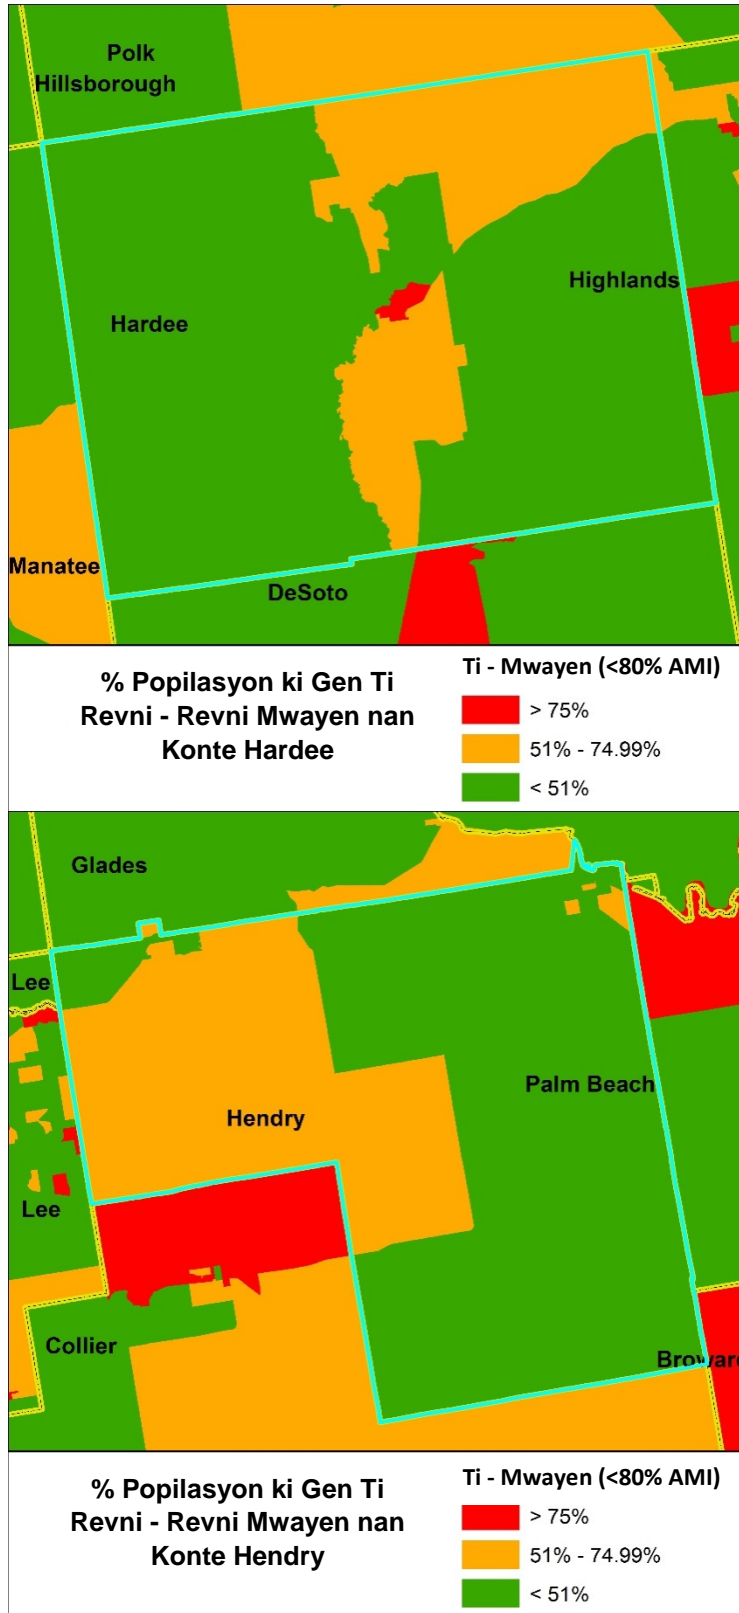 Polk
Hillsborough
Highlands
Hardee
Manatee
DeSoto
% Popilasyon ki Gen Ti
Revni - Revni Mwayen nan
Konte Hardee
Ti - Mwayen (<80% AMI)
> 75%
51% - 74.99%
< 51%
Glades
Lee
Palm Beach
Hendry
Lee
Collier
Broward
% Popilasyon ki Gen Ti
Revni - Revni Mwayen nan
Konte Hendry
Ti - Mwayen (<80% AMI)
> 75%
51% - 74.99%
< 51%